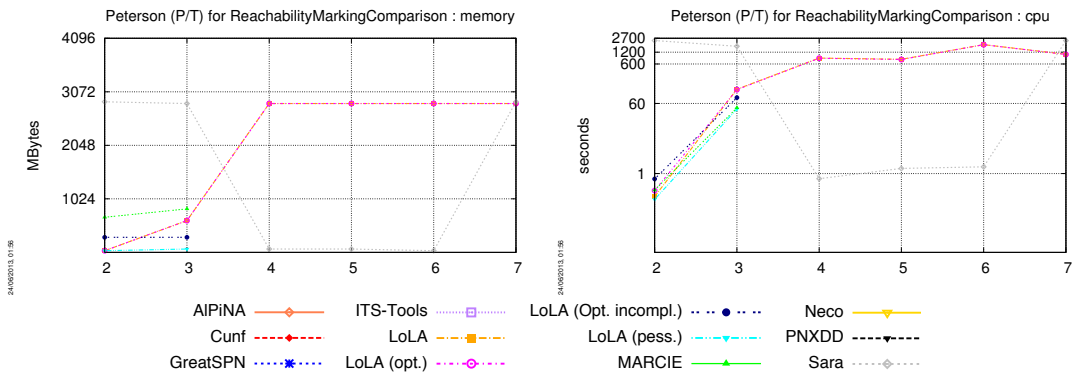 Peterson (P/T) for ReachabilityMarkingComparison : memory
4096
3072
2048
1024
MBytes
2 3 4 5 6 7
24/06/2013, 01:56
Peterson (P/T) for ReachabilityMarkingComparison : cpu
2700
1200
600
60
1
seconds
2 3 4 5 6 7
24/06/2013, 01:56
AlPiNA ITS-Tools LoLA (Opt. incompl.) Neco
Cunf LoLA LoLA (pess.) PNXDD
GreatSPN LoLA (opt.) MARCIE Sara